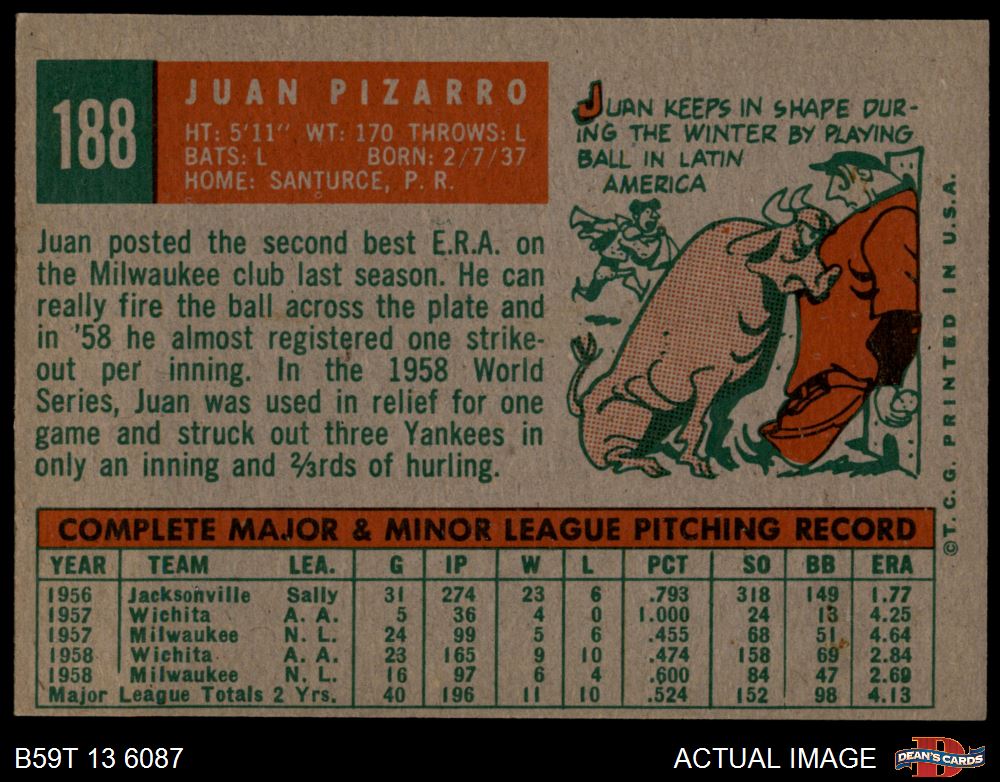 188
JUAN PIZARRO
HT: 5'11" WT: 170 THROWS: L
BATS: L BORN: 2/7/37
HOME: SANTURCE, P. R.
JUAN KEEPS IN SHAPE DUR-
ING THE WINTER BY PLAYING
BALL IN LATIN
AMERICA
Juan posted the second best E.R.A. on
the Milwaukee club last season. He can
really fire the ball across the plate and
in '58 he almost registered one strike-
out per inning. In the 1958 World
Series, Juan was used in relief for one
game and struck out three Yankees in
only an inning and ⅔rds of hurling.
©T. C. G. PRINTED IN U.S.A.
COMPLETE MAJOR & MINOR LEAGUE PITCHING RECORD
YEAR TEAM LEA. G IP W L PCT SO BB ERA
1956 Jacksonville Sally 31 274 23 6 .793 318 149 1.77
1957 Wichita A. A. 5 36 4 0 1.000 24 13 4.25
1957 Milwaukee N. L. 24 99 5 6 .455 68 51 4.64
1958 Wichita A. A. 23 165 9 10 .474 158 69 2.84
1958 Milwaukee N. L. 16 97 6 4 .600 84 47 2.69
Major League Totals 2 Yrs. 40 196 11 10 .524 152 98 4.13
B59T 13 6087
ACTUAL IMAGE
DEAN'S CARDS